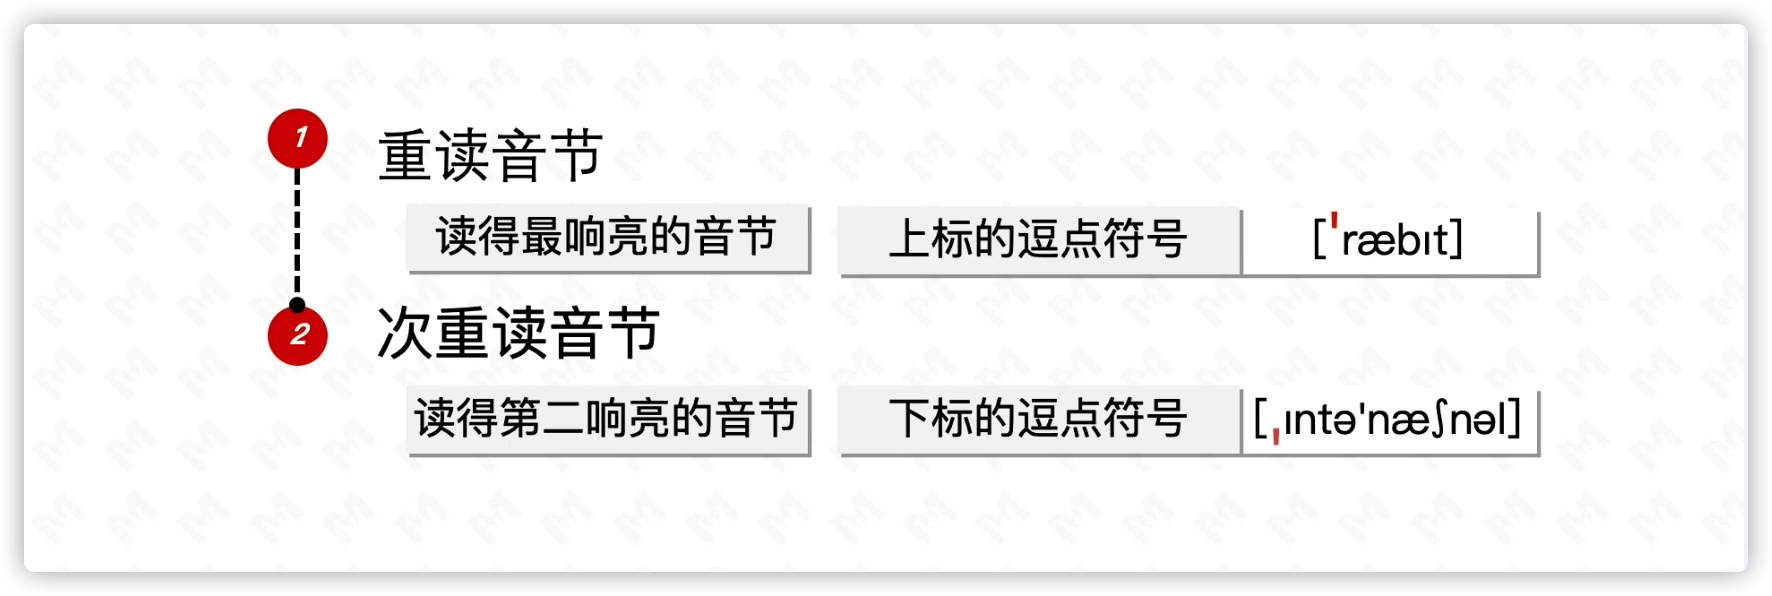 1 重读音节
读得最响亮的音节 上标的逗点符号 [ˈræbɪt]
2 次重读音节
读得第二响亮的音节 下标的逗点符号 [ˌɪntə'næʃnəl]